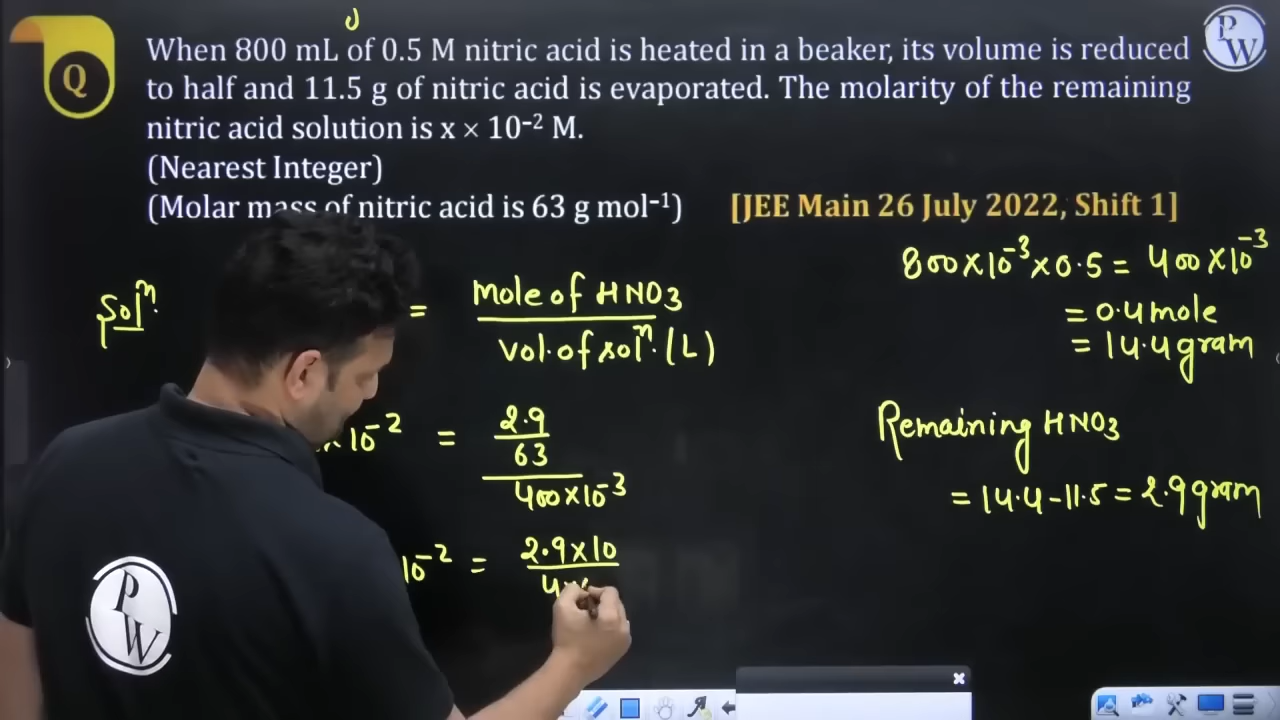 Q
When 800 mL of 0.5 M nitric acid is heated in a beaker, its volume is reduced
to half and 11.5 g of nitric acid is evaporated. The molarity of the remaining
nitric acid solution is x × 10⁻² M.
(Nearest Integer)
(Molar mass of nitric acid is 63 g mol⁻¹) [JEE Main 26 July 2022, Shift 1]
PW
Solⁿ. = Mole of HNO3
vol. of solⁿ. (L)
×10⁻² = 2.9
63
400×10⁻³
10⁻² = 2.9×10
4×
800×10⁻³×0.5 = 400×10⁻³
= 0.4 mole
= 14.4 gram
Remaining HNO3
= 14.4-11.5 = 2.9 gram
PW